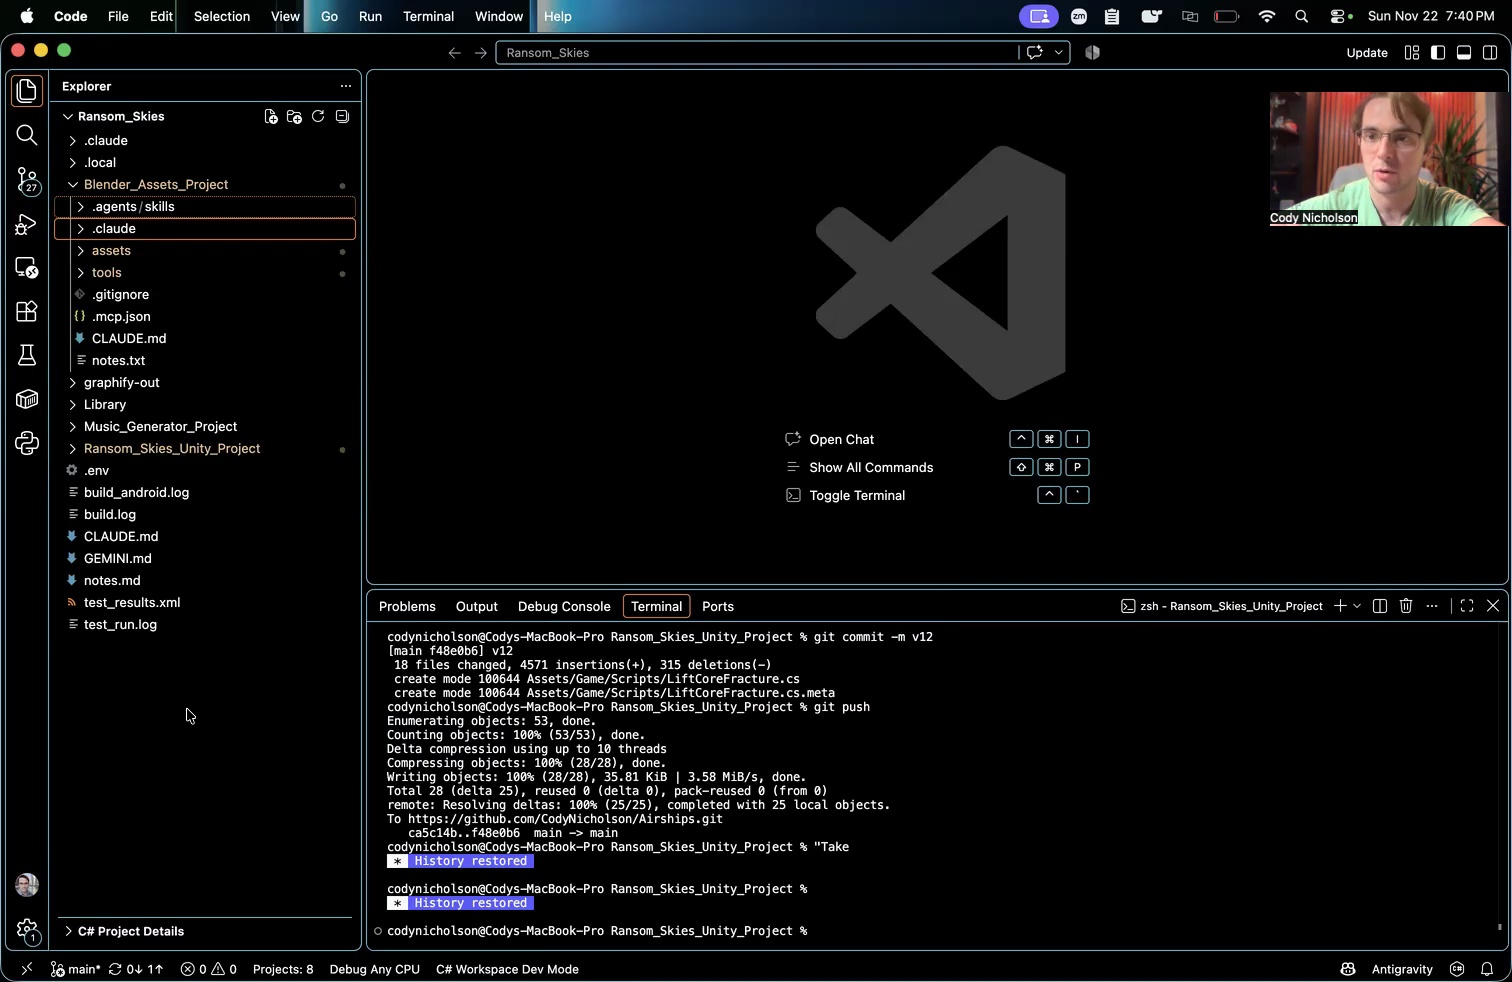 Code File Edit Selection View Go Run Terminal Window Help
zm
Sun Nov 22 7:40 PM
Ransom_Skies
Update
Explorer
Ransom_Skies
.claude
.local
Blender_Assets_Project
.agents/skills
.claude
assets
tools
.gitignore
{} .mcp.json
CLAUDE.md
notes.txt
graphify-out
Library
Music_Generator_Project
Ransom_Skies_Unity_Project
.env
build_android.log
build.log
CLAUDE.md
GEMINI.md
notes.md
test_results.xml
test_run.log
27
1
C# Project Details
Cody Nicholson
Open Chat ^ ⌘ I
Show All Commands ⇧ ⌘ P
Toggle Terminal ^ `
Problems Output Debug Console Terminal Ports
zsh - Ransom_Skies_Unity_Project
codynicholson@Codys-MacBook-Pro Ransom_Skies_Unity_Project % git commit -m v12
[main f48e0b6] v12
18 files changed, 4571 insertions(+), 315 deletions(-)
create mode 100644 Assets/Game/Scripts/LiftCoreFracture.cs
create mode 100644 Assets/Game/Scripts/LiftCoreFracture.cs.meta
codynicholson@Codys-MacBook-Pro Ransom_Skies_Unity_Project % git push
Enumerating objects: 53, done.
Counting objects: 100% (53/53), done.
Delta compression using up to 10 threads
Compressing objects: 100% (28/28), done.
Writing objects: 100% (28/28), 35.81 KiB | 3.58 MiB/s, done.
Total 28 (delta 25), reused 0 (delta 0), pack-reused 0 (from 0)
remote: Resolving deltas: 100% (25/25), completed with 25 local objects.
To https://github.com/CodyNicholson/Airships.git
ca5c14b..f48e0b6 main -> main
codynicholson@Codys-MacBook-Pro Ransom_Skies_Unity_Project % "Take
* History restored
codynicholson@Codys-MacBook-Pro Ransom_Skies_Unity_Project %
* History restored
codynicholson@Codys-MacBook-Pro Ransom_Skies_Unity_Project %
main* 0↓ 1↑ 0 0 Projects: 8 Debug Any CPU C# Workspace Dev Mode
Antigravity